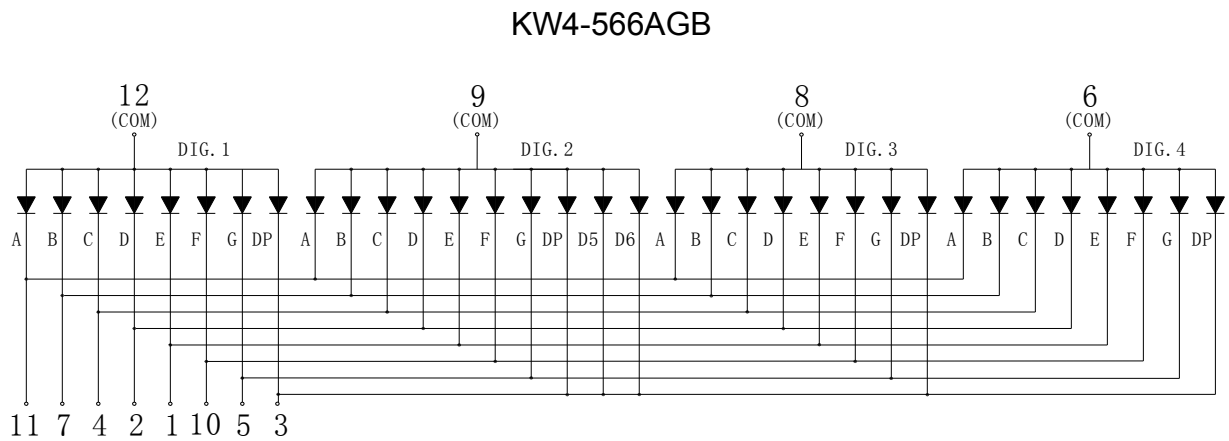 KW4-566AGB
12 9 8 6
(COM) (COM) (COM) (COM)
DIG.1 DIG.2 DIG.3 DIG.4
A B C D E F G DP A B C D E F G DP D5 D6 A B C D E F G DP A B C D E F G DP
11 7 4 2 1 10 5 3